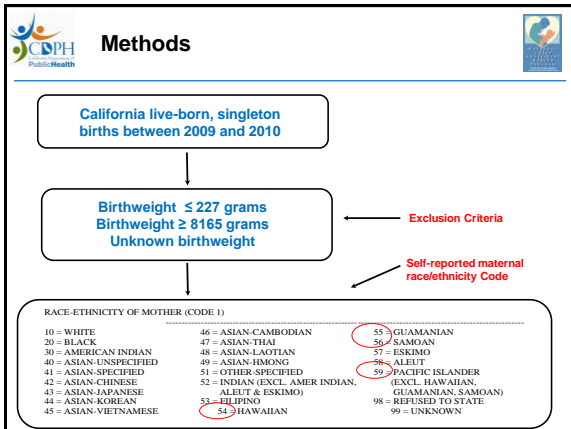 CDPH
California Department of
PublicHealth
Methods
California live-born, singleton
births between 2009 and 2010
Birthweight ≤ 227 grams
Birthweight ≥ 8165 grams
Unknown birthweight
Exclusion Criteria
Self-reported maternal
race/ethnicity Code
RACE-ETHNICITY OF MOTHER (CODE 1)
10 = WHITE
20 = BLACK
30 = AMERICAN INDIAN
40 = ASIAN-UNSPECIFIED
41 = ASIAN-SPECIFIED
42 = ASIAN-CHINESE
43 = ASIAN-JAPANESE
44 = ASIAN-KOREAN
45 = ASIAN-VIETNAMESE
46 = ASIAN-CAMBODIAN
47 = ASIAN-THAI
48 = ASIAN-LAOTIAN
49 = ASIAN-HMONG
51 = OTHER-SPECIFIED
52 = INDIAN (EXCL. AMER INDIAN,
ALEUT & ESKIMO)
53 = FILIPINO
54 = HAWAIIAN
55 = GUAMANIAN
56 = SAMOAN
57 = ESKIMO
58 = ALEUT
59 = PACIFIC ISLANDER
(EXCL. HAWAIIAN,
GUAMANIAN, SAMOAN)
98 = REFUSED TO STATE
99 = UNKNOWN